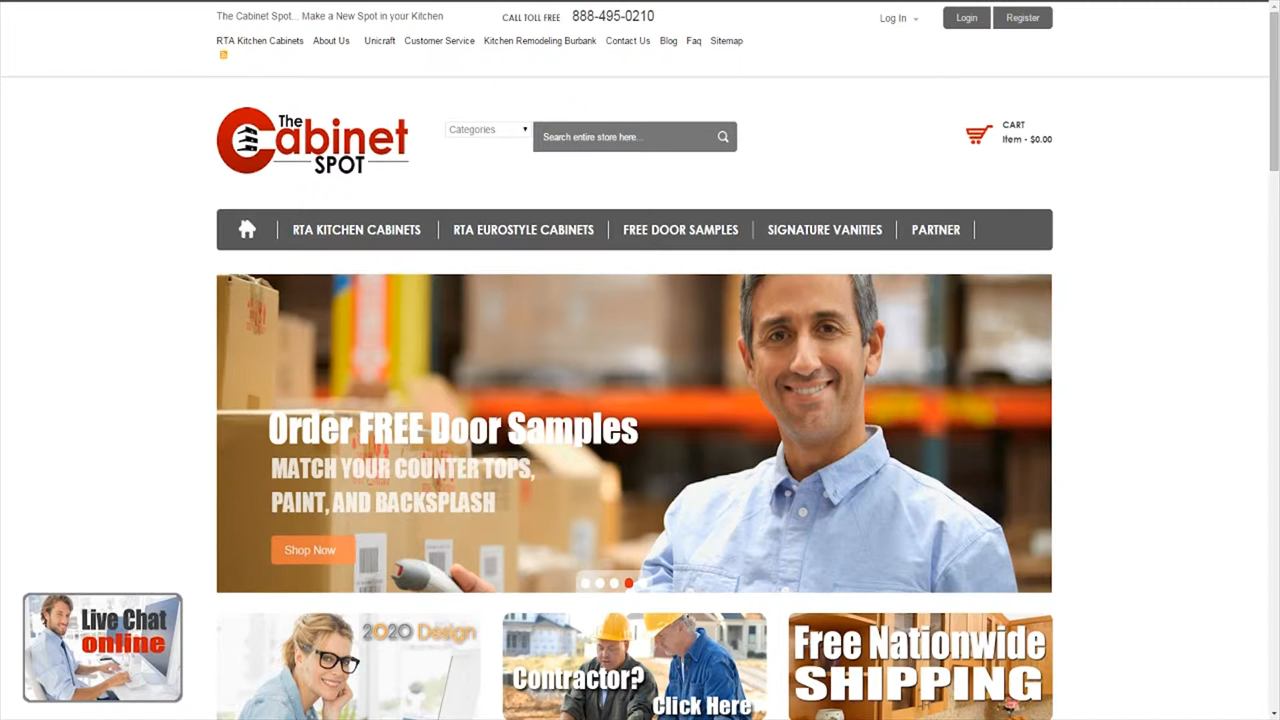 The Cabinet Spot... Make a New Spot in your Kitchen
CALL TOLL FREE 888-495-0210
Log In
Login
Register
RTA Kitchen Cabinets About Us Unicraft Customer Service Kitchen Remodeling Burbank Contact Us Blog Faq Sitemap
The Cabinet SPOT
Categories
Search entire store here...
CART
Item - $0.00
RTA KITCHEN CABINETS RTA EUROSTYLE CABINETS FREE DOOR SAMPLES SIGNATURE VANITIES PARTNER
Order FREE Door Samples
MATCH YOUR COUNTER TOPS,
PAINT, AND BACKSPLASH
Shop Now
Live Chat
online
2020 Design
Contractor?
Click Here
Free Nationwide
SHIPPING